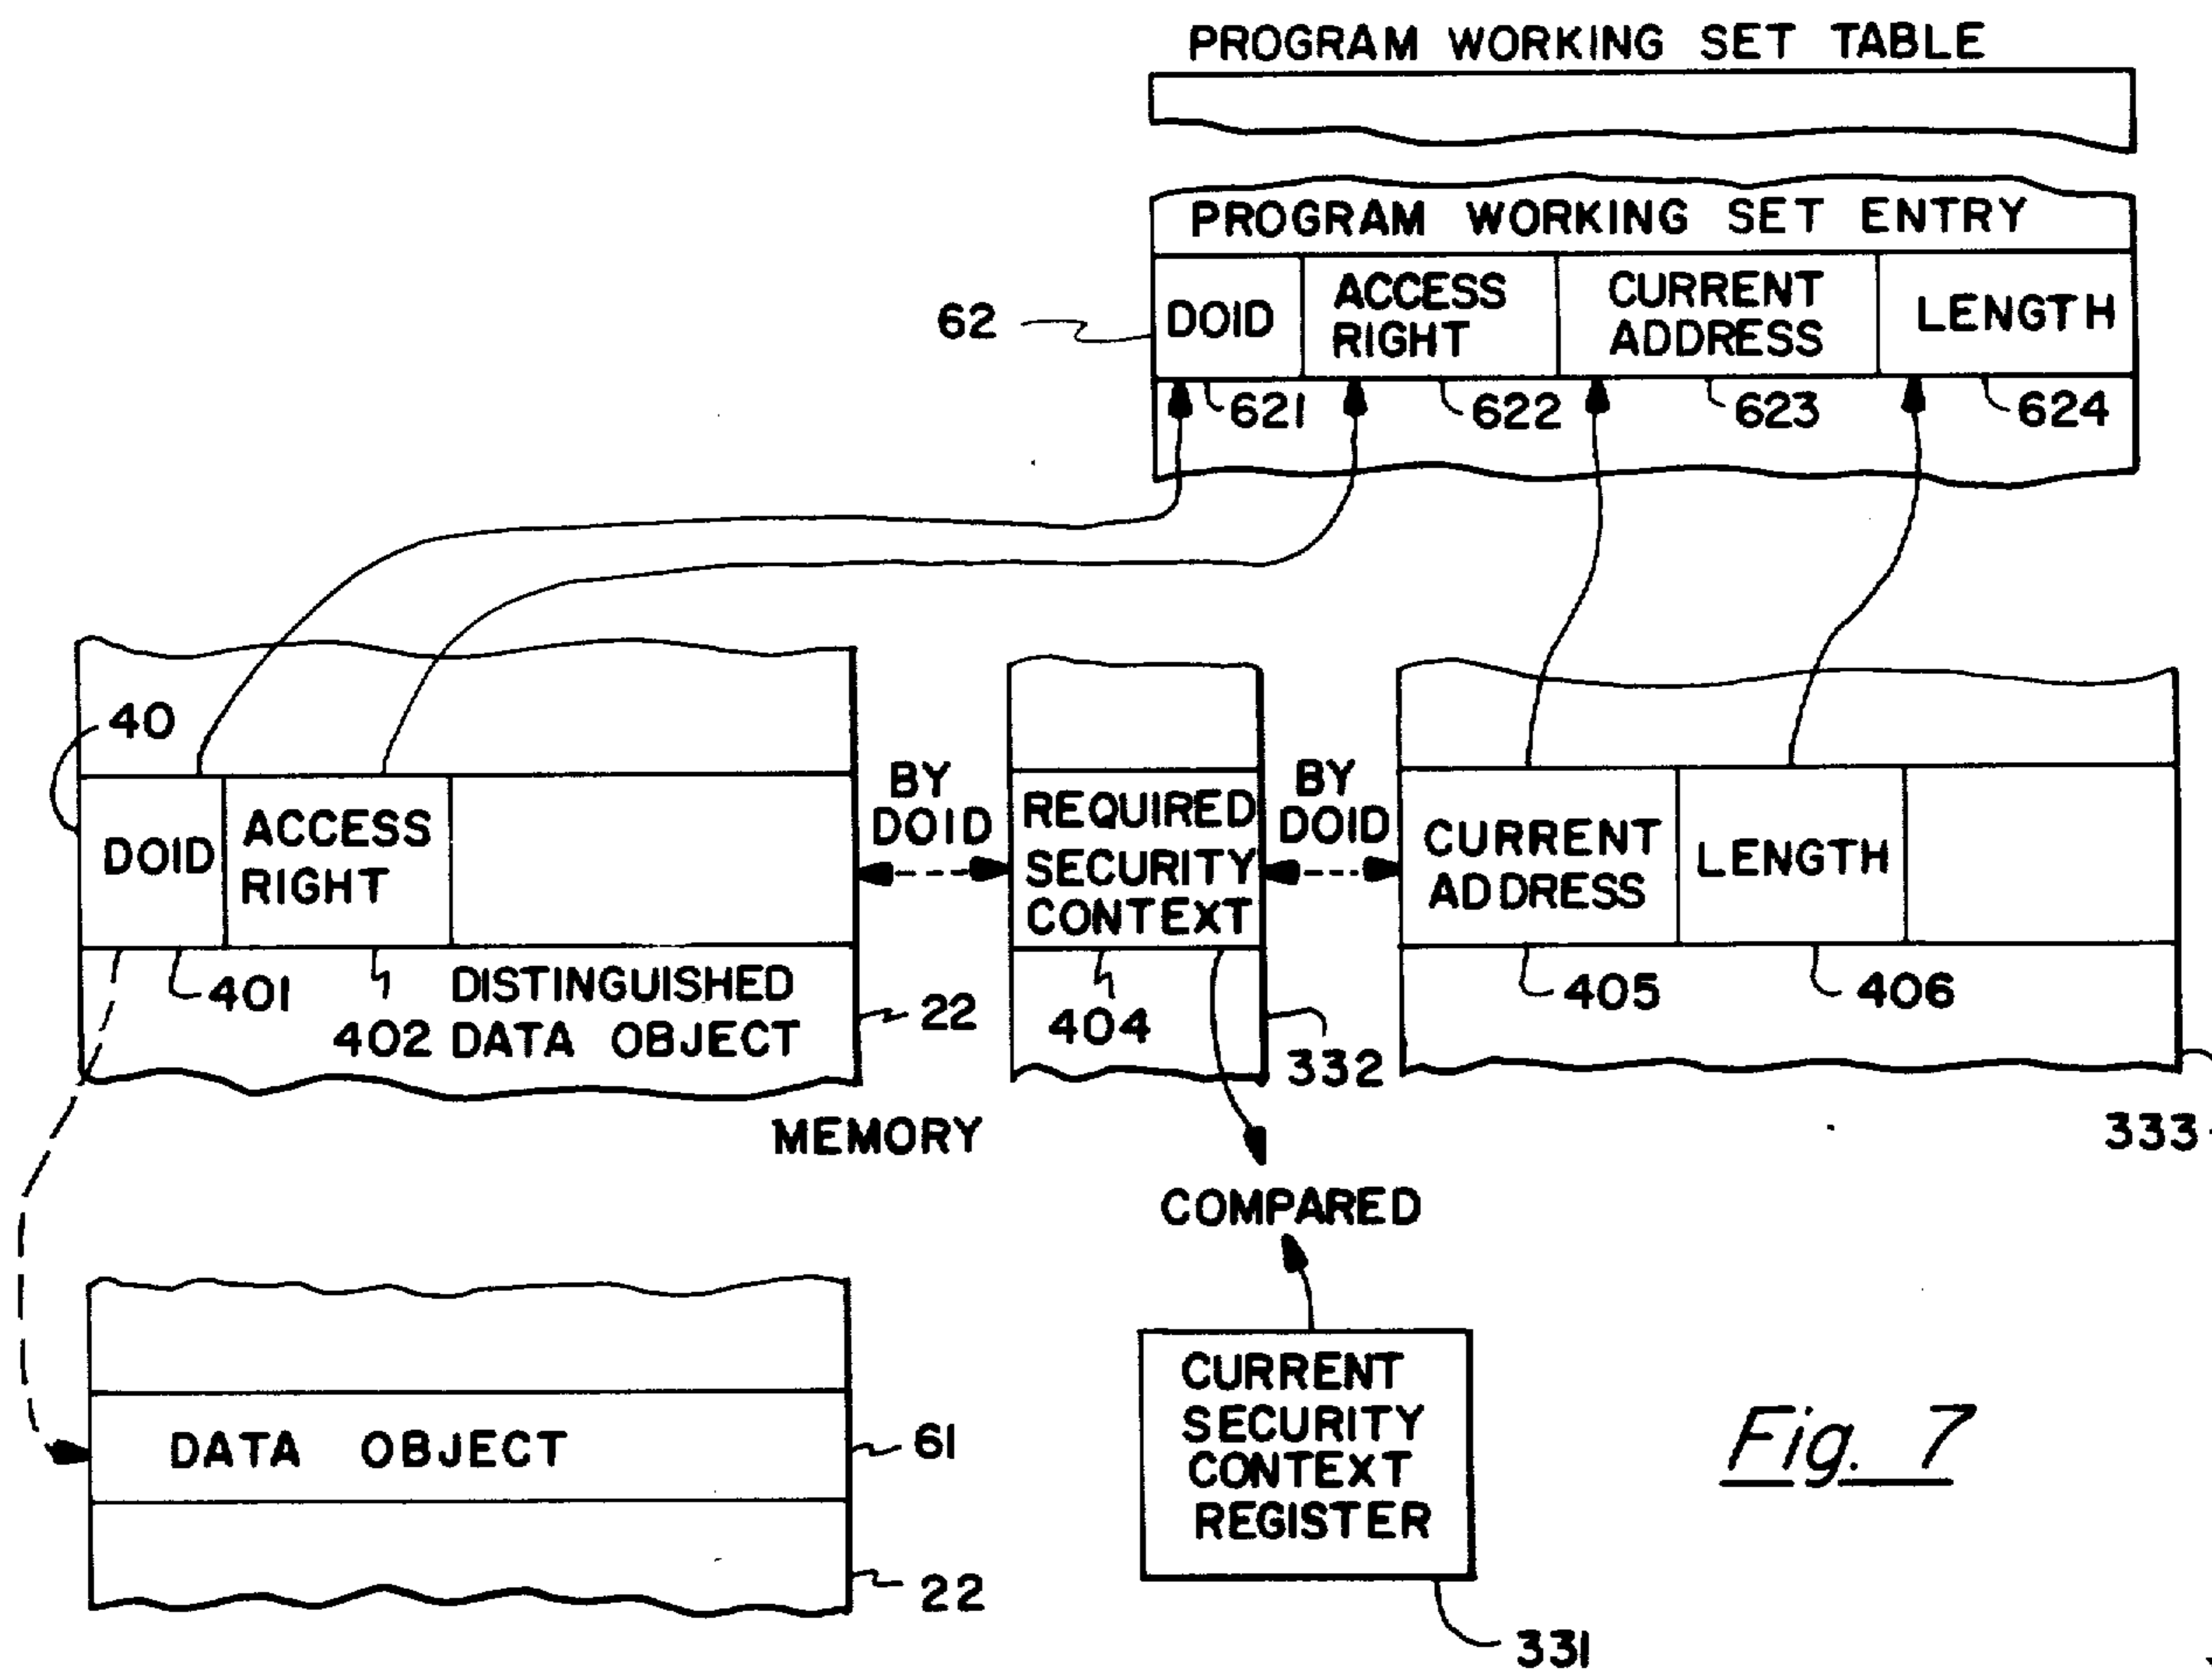 PROGRAM WORKING SET TABLE
PROGRAM WORKING SET ENTRY
62
DOID
ACCESS
RIGHT
CURRENT
ADDRESS
LENGTH
621
622
623
624
40
DOID
ACCESS
RIGHT
BY
DOID
REQUIRED
SECURITY
CONTEXT
BY
DOID
CURRENT
ADDRESS
LENGTH
401
402
DISTINGUISHED
DATA OBJECT
22
404
332
405
406
333
MEMORY
COMPARED
DATA OBJECT
61
22
CURRENT
SECURITY
CONTEXT
REGISTER
331
Fig. 7